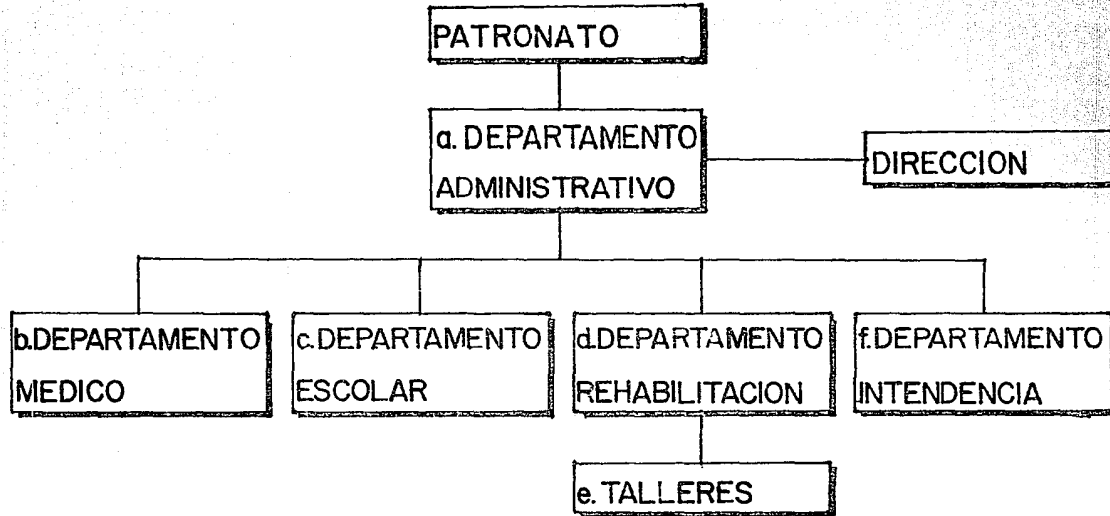 PATRONATO
a. DEPARTAMENTO
ADMINISTRATIVO
DIRECCION
b.DEPARTAMENTO
MEDICO
c.DEPARTAMENTO
ESCOLAR
d.DEPARTAMENTO
REHABILITACION
f.DEPARTAMENTO
INTENDENCIA
e. TALLERES